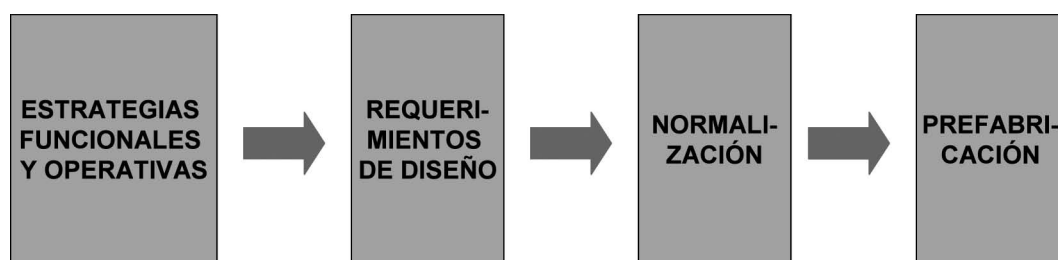 ESTRATEGIAS
FUNCIONALES
Y OPERATIVAS
REQUERI-
MIENTOS
DE DISEÑO
NORMALI-
ZACIÓN
PREFABRI-
CACIÓN